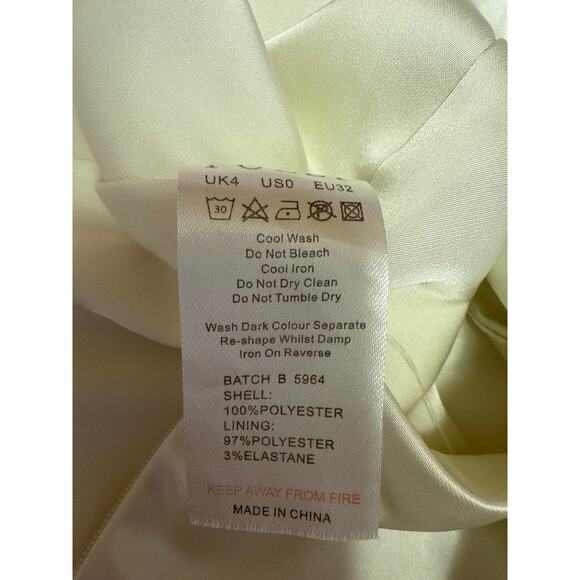 UK4 US0 EU32
30
Cool Wash
Do Not Bleach
Cool Iron
Do Not Dry Clean
Do Not Tumble Dry
Wash Dark Colour Separate
Re-shape Whilst Damp
Iron On Reverse
BATCH B 5964
SHELL:
100%POLYESTER
LINING:
97%POLYESTER
3%ELASTANE
KEEP AWAY FROM FIRE
MADE IN CHINA